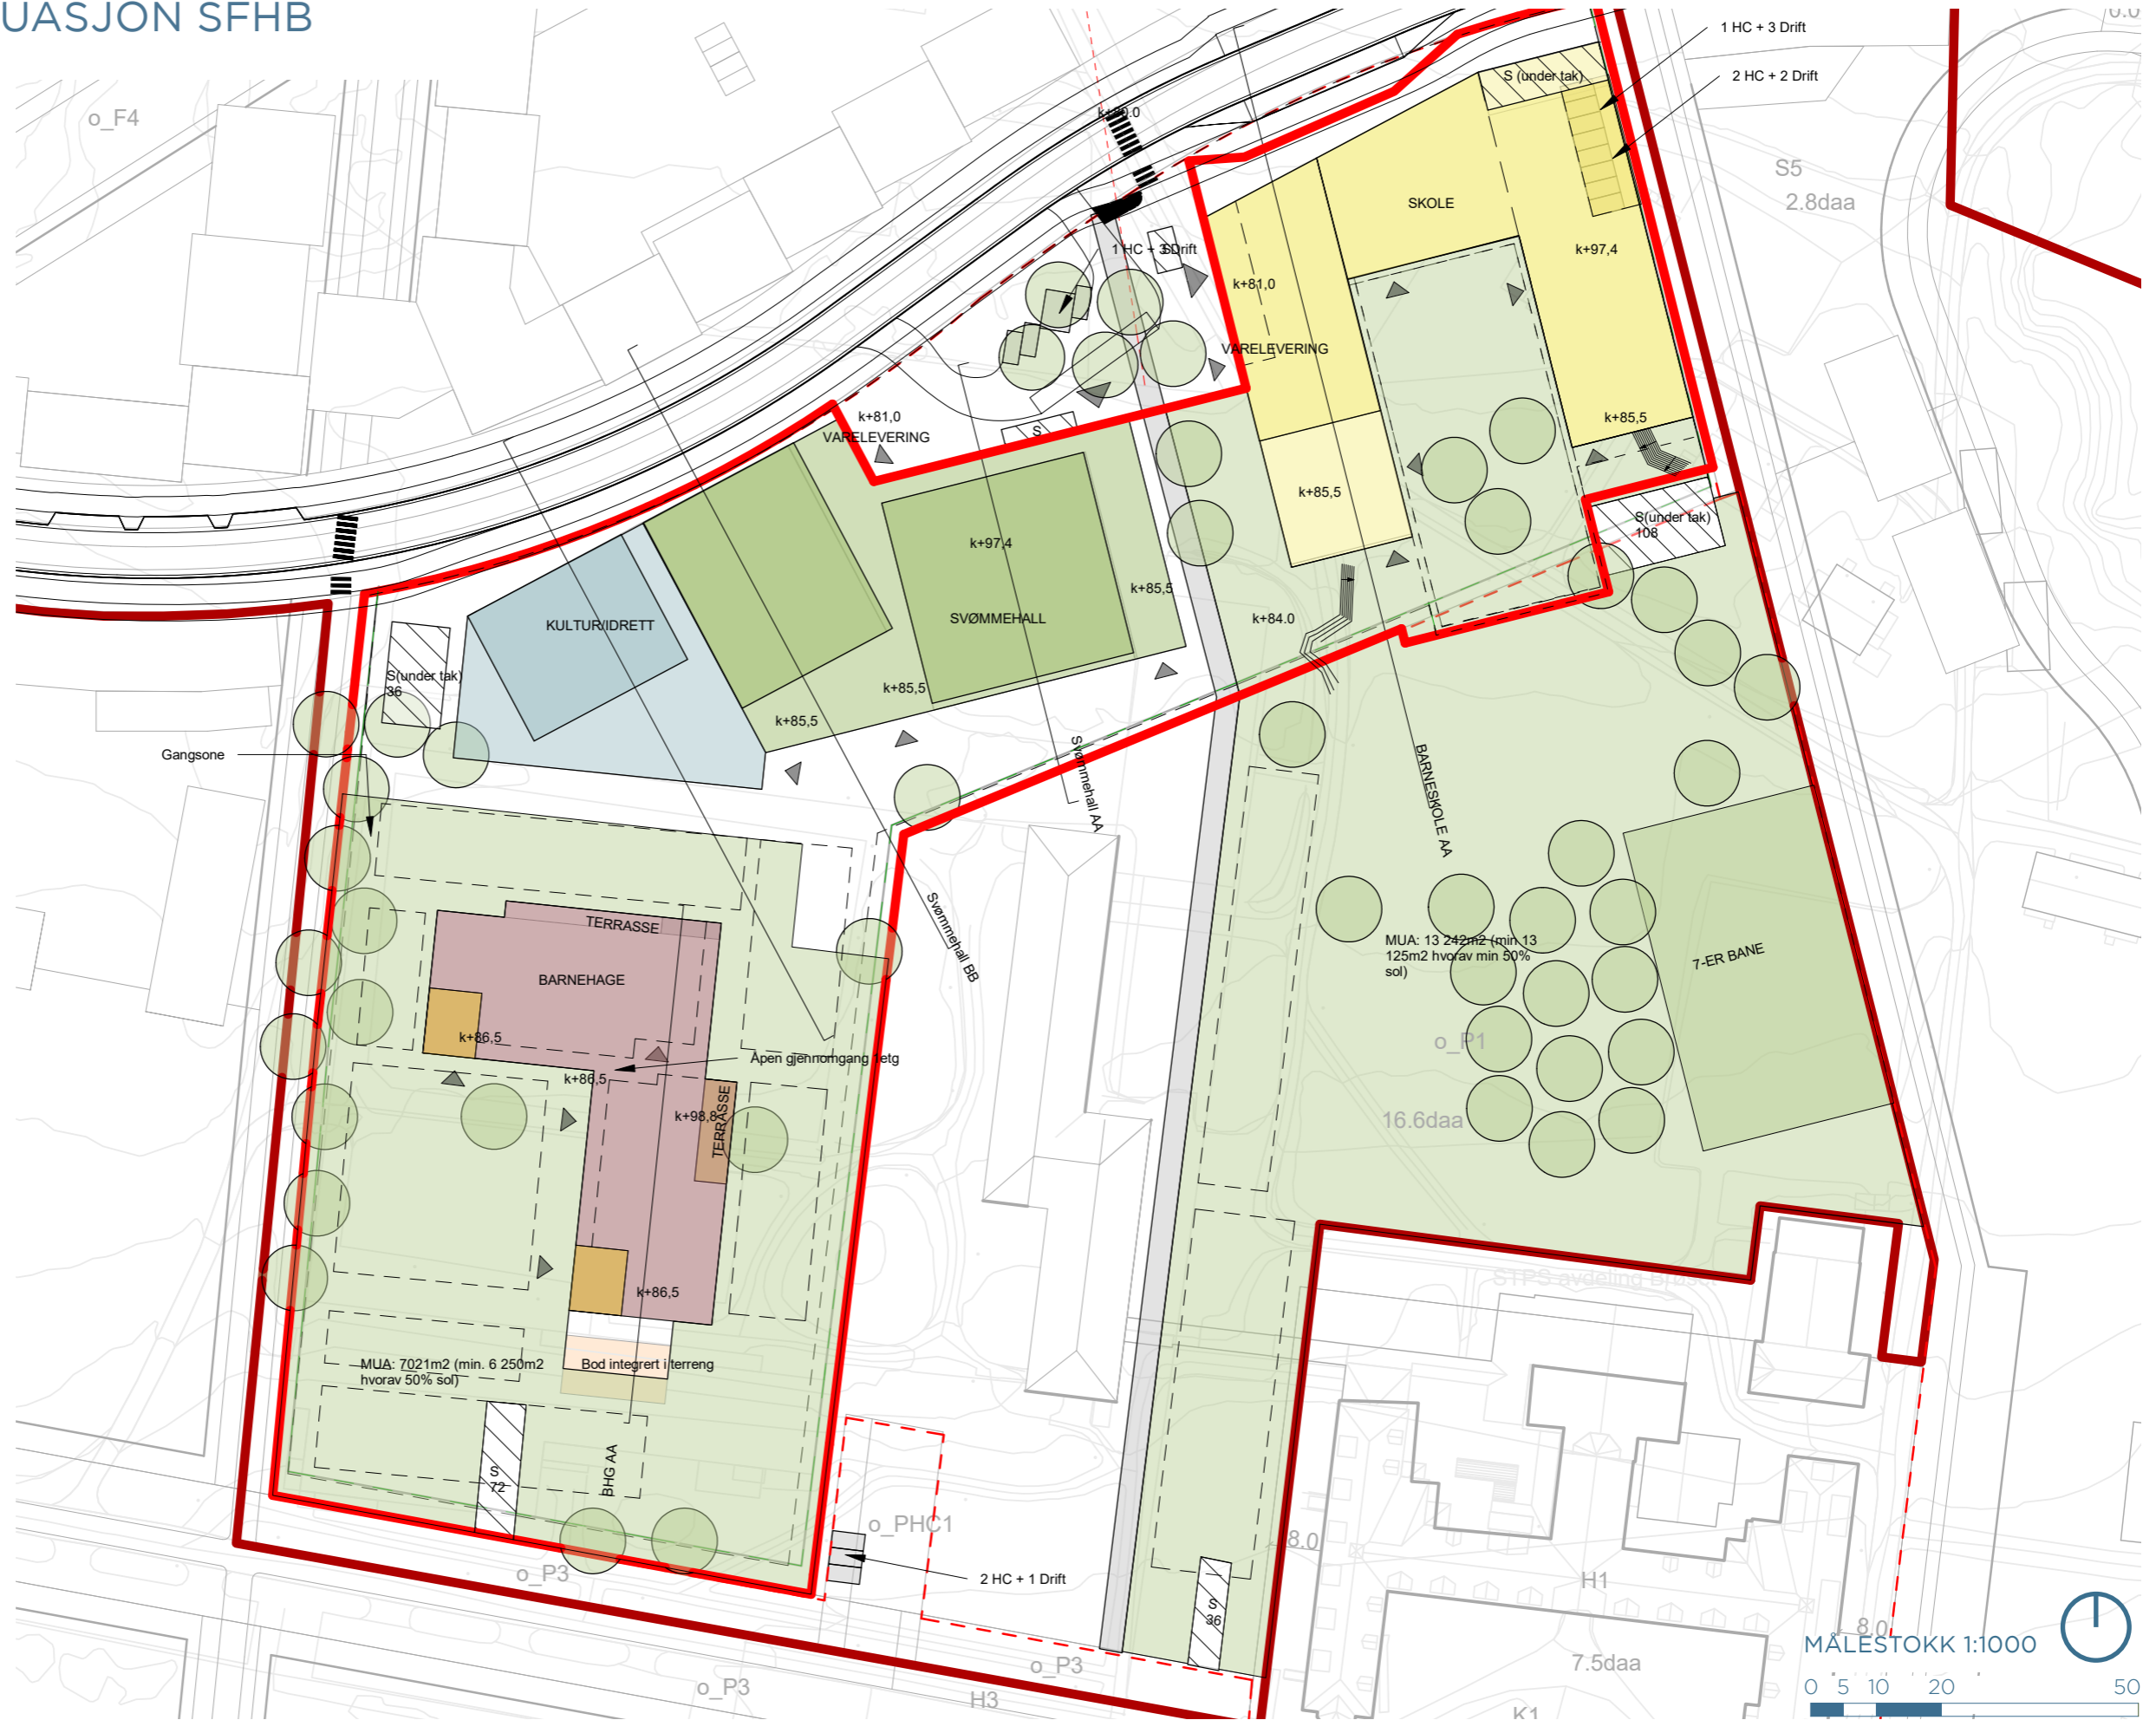 UASJON SFHB
1 HC + 3 Drift
2 HC + 2 Drift
S (under tak)
o_F4
S5
2.8daa
SKOLE
k+97,4
k+81,0
VARELEVERING
k+81,0
VARELEVERING
S
k+85,5
k+85,5
S(under tak)
108
k+97,4
k+85,5
SVØMMEHALL
k+84.0
KULTUR/IDRETT
S(under tak)
36
k+85,5
k+85,5
Gangsone
Svømmehall AA
BARNESKOLE AA
Svømmehall BB
TERRASSE
BARNEHAGE
MUA: 13 242m2 (min.13
125m2 hvorav min 50%
sol)
7-ER BANE
k+86,5
o_P1
Åpen gjennomgang 1etg
k+86,5
k+98,8
TERRASSE
16.6daa
k+86,5
STPS avdeling
MUA: 7021m2 (min. 6 250m2
hvorav 50% sol)
Bod integrert i terreng
S
72
BHG AA
o_PHC1
8.0
2 HC + 1 Drift
o_P3
H1
S
36
8.0
MÅLESTOKK 1:1000
o_P3
7.5daa
o_P3
H3
K1
0 5 10 20 50